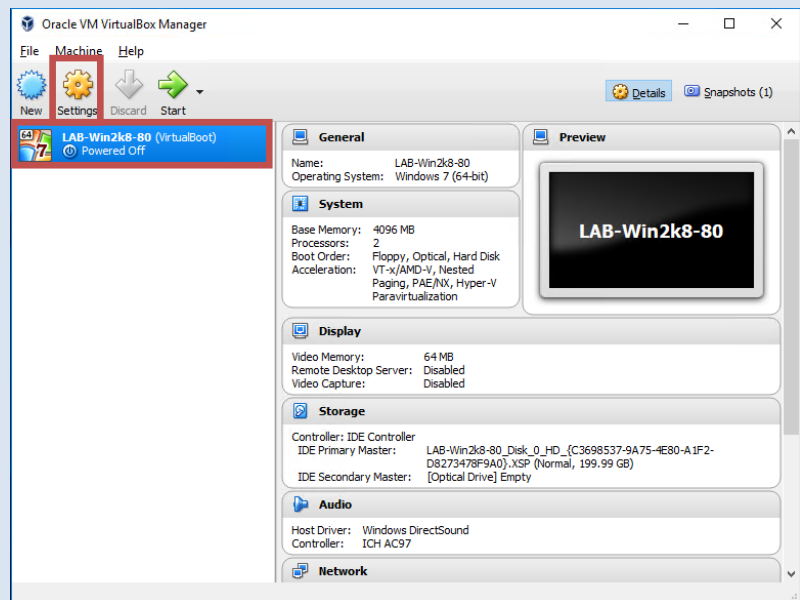 Oracle VM VirtualBox Manager
File Machine Help
New Settings Discard Start
Details Snapshots (1)
64
7
LAB-Win2k8-80 (VirtualBoot)
Powered Off
General
Name: LAB-Win2k8-80
Operating System: Windows 7 (64-bit)
Preview
LAB-Win2k8-80
System
Base Memory: 4096 MB
Processors: 2
Boot Order: Floppy, Optical, Hard Disk
Acceleration: VT-x/AMD-V, Nested
Paging, PAE/NX, Hyper-V
Paravirtualization
Display
Video Memory: 64 MB
Remote Desktop Server: Disabled
Video Capture: Disabled
Storage
Controller: IDE Controller
IDE Primary Master: LAB-Win2k8-80_Disk_0_HD_{C3698537-9A75-4E80-A1F2-
D8273478F9A0}.XSP (Normal, 199.99 GB)
IDE Secondary Master: [Optical Drive] Empty
Audio
Host Driver: Windows DirectSound
Controller: ICH AC97
Network